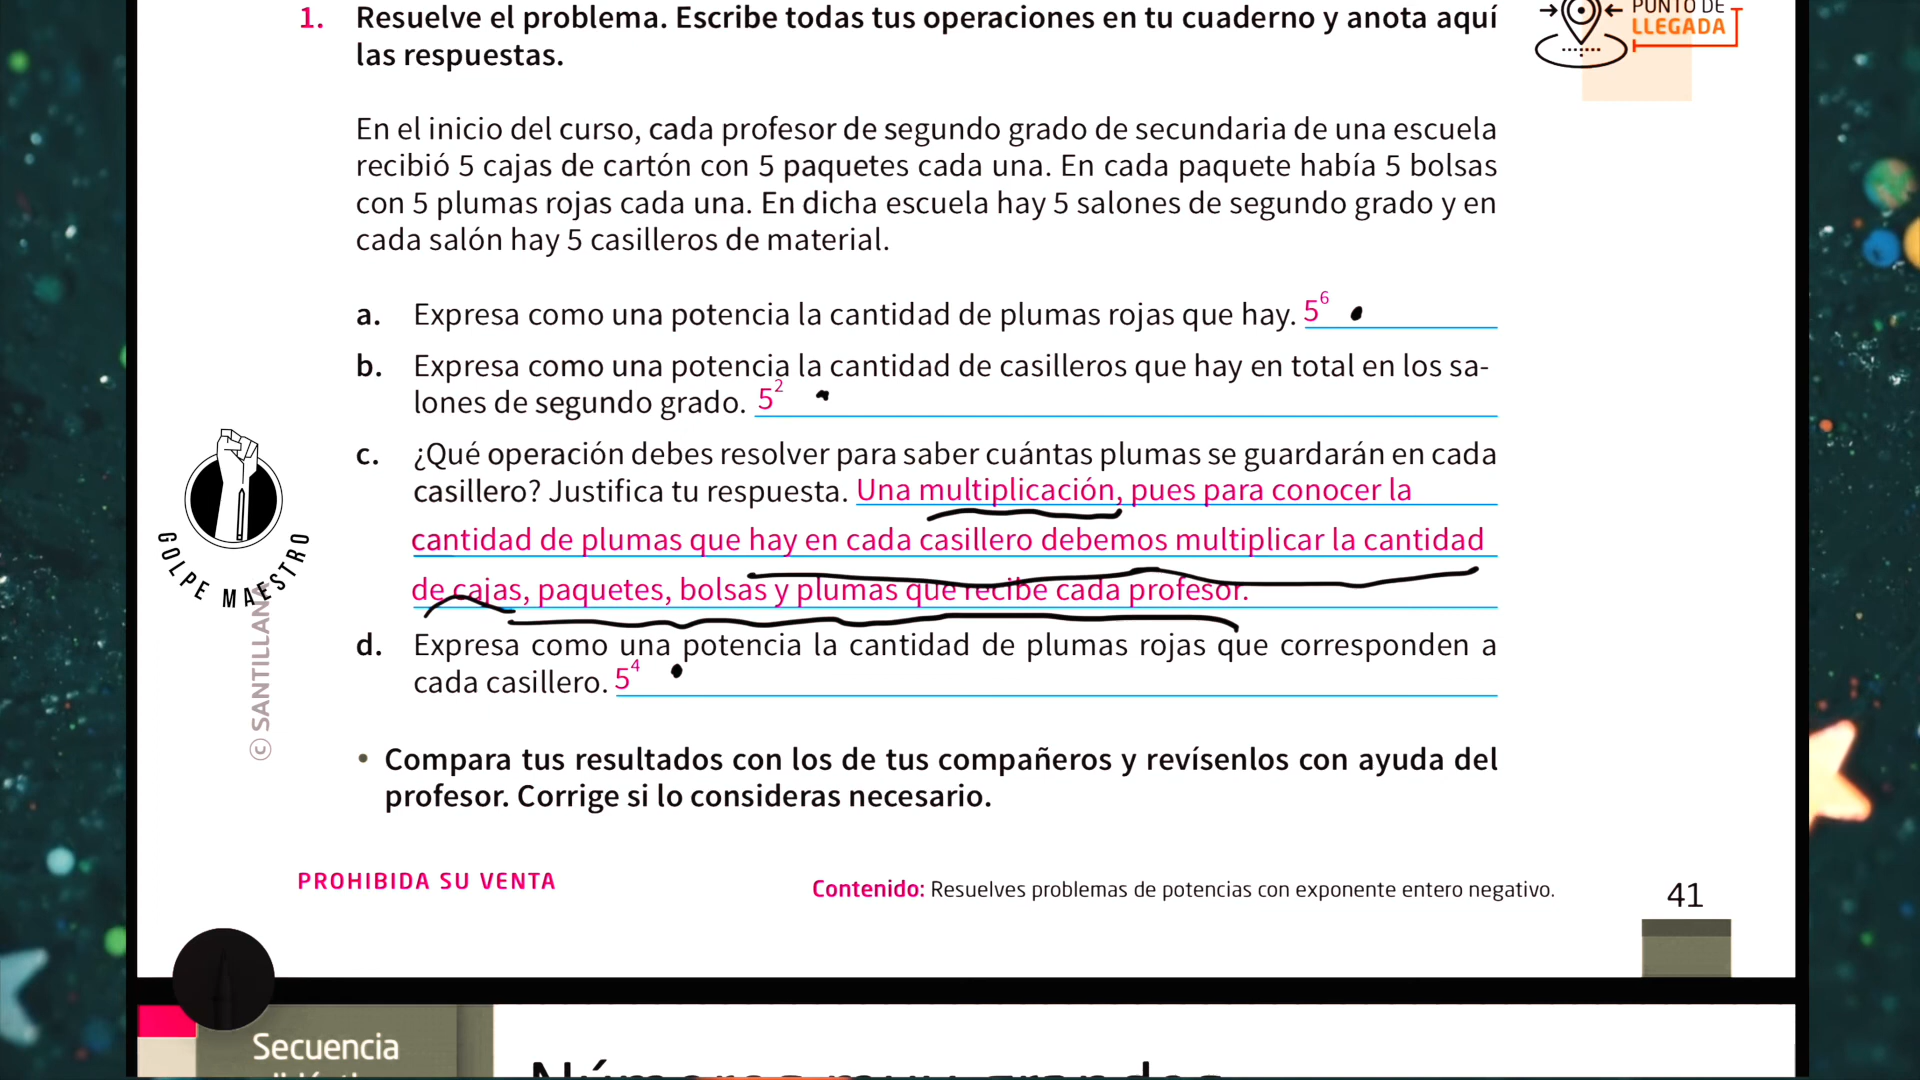 PUNTO DE
LLEGADA
1. Resuelve el problema. Escribe todas tus operaciones en tu cuaderno y anota aquí
las respuestas.
En el inicio del curso, cada profesor de segundo grado de secundaria de una escuela
recibió 5 cajas de cartón con 5 paquetes cada una. En cada paquete había 5 bolsas
con 5 plumas rojas cada una. En dicha escuela hay 5 salones de segundo grado y en
cada salón hay 5 casilleros de material.
a. Expresa como una potencia la cantidad de plumas rojas que hay. 5⁶
b. Expresa como una potencia la cantidad de casilleros que hay en total en los sa-
lones de segundo grado. 5²
c. ¿Qué operación debes resolver para saber cuántas plumas se guardarán en cada
casillero? Justifica tu respuesta. Una multiplicación, pues para conocer la
cantidad de plumas que hay en cada casillero debemos multiplicar la cantidad
de cajas, paquetes, bolsas y plumas que recibe cada profesor.
d. Expresa como una potencia la cantidad de plumas rojas que corresponden a
cada casillero. 5⁴
• Compara tus resultados con los de tus compañeros y revísenlos con ayuda del
profesor. Corrige si lo consideras necesario.
GOLPE MAESTRO
© SANTILLANA
PROHIBIDA SU VENTA
Contenido: Resuelves problemas de potencias con exponente entero negativo.
41
Secuencia
Números muy grandes